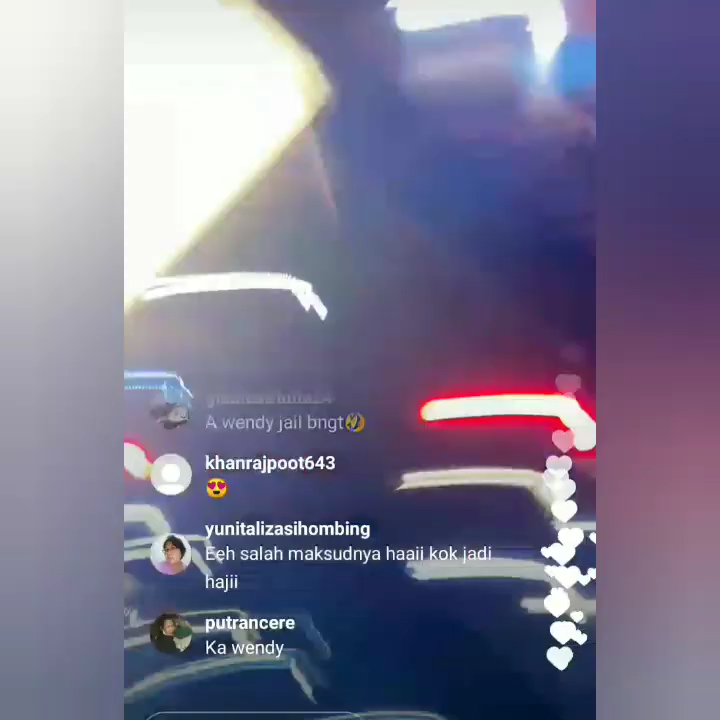 A wendy jail bngt🤣
khanrajpoot643
😍
yunitalizasihombing
Eeh salah maksudnya haaii kok jadi
hajii
putrancere
Ka wendy